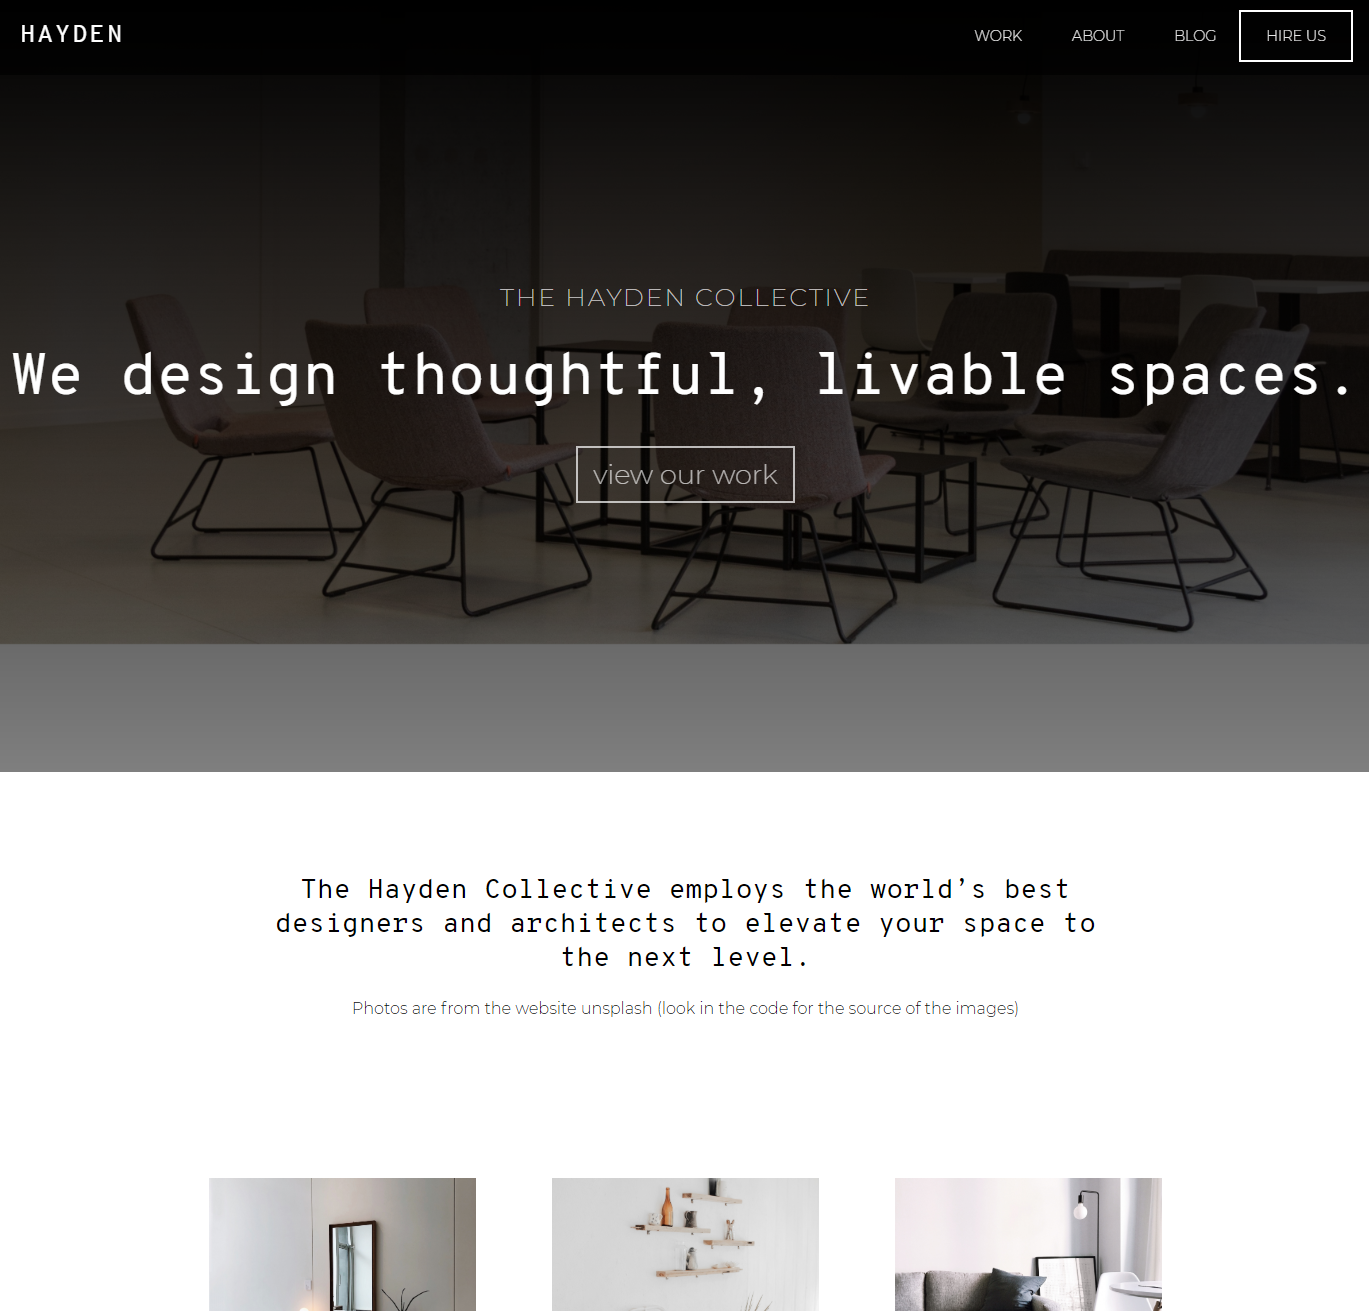 HAYDEN
WORK ABOUT BLOG HIRE US
THE HAYDEN COLLECTIVE
We design thoughtful, livable spaces.
view our work
The Hayden Collective employs the world’s best
designers and architects to elevate your space to
the next level.
Photos are from the website unsplash (look in the code for the source of the images)